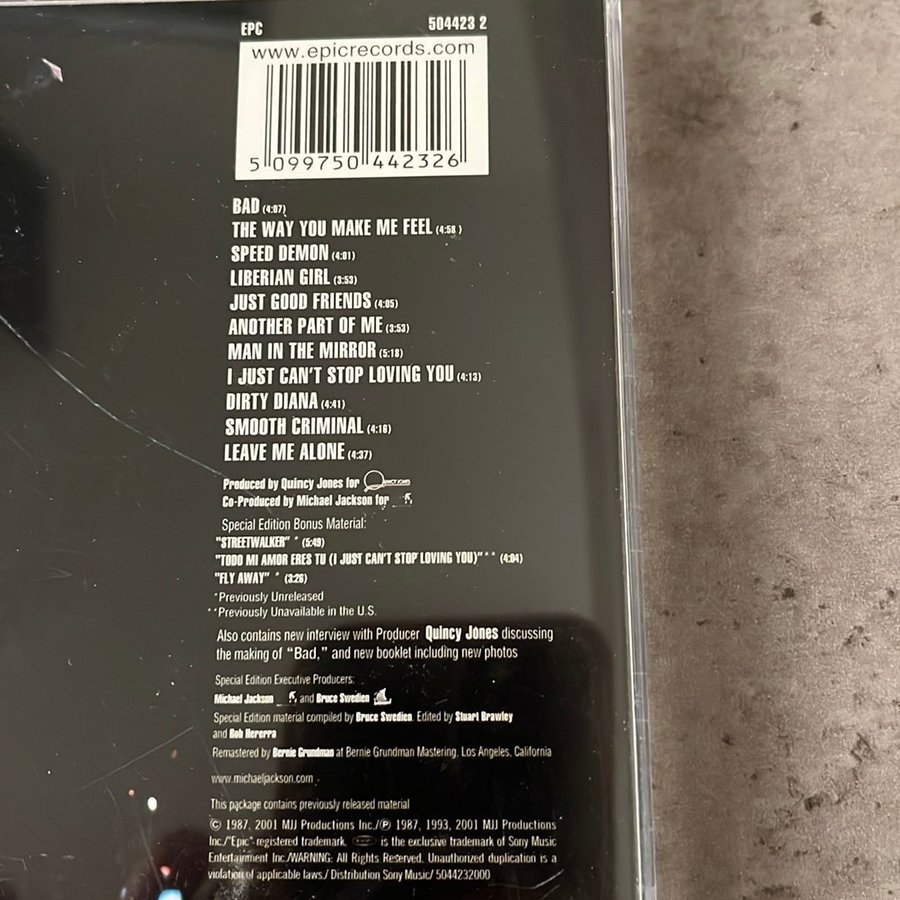 EPC 504423 2
www.epicrecords.com
5 099750 442326
BAD (4:07)
THE WAY YOU MAKE ME FEEL (4:58)
SPEED DEMON (4:01)
LIBERIAN GIRL (3:53)
JUST GOOD FRIENDS (4:05)
ANOTHER PART OF ME (3:53)
MAN IN THE MIRROR (5:18)
I JUST CAN'T STOP LOVING YOU (4:13)
DIRTY DIANA (4:41)
SMOOTH CRIMINAL (4:16)
LEAVE ME ALONE (4:37)
Produced by Quincy Jones for QUINCY JONES
Co-Produced by Michael Jackson for
Special Edition Bonus Material:
"STREETWALKER" * (5:49)
"TODO MI AMOR ERES TU (I JUST CAN'T STOP LOVING YOU)"** (4:04)
"FLY AWAY" * (3:26)
*Previously Unreleased
**Previously Unavailable in the U.S.
Also contains new interview with Producer Quincy Jones discussing
the making of "Bad," and new booklet including new photos
Special Edition Executive Producers:
Michael Jackson and Bruce Swedien
Special Edition material compiled by Bruce Swedien. Edited by Stuart Brawley
and Rob Hererra
Remastered by Bernie Grundman at Bernie Grundman Mastering, Los Angeles, California
www.michaeljackson.com
This package contains previously released material
© 1987, 2001 MJJ Productions Inc./℗ 1987, 1993, 2001 MJJ Productions
Inc./"Epic" registered trademark. is the exclusive trademark of Sony Music
Entertainment Inc./WARNING: All Rights Reserved. Unauthorized duplication is a
violation of applicable laws./ Distribution Sony Music/ 5044232000